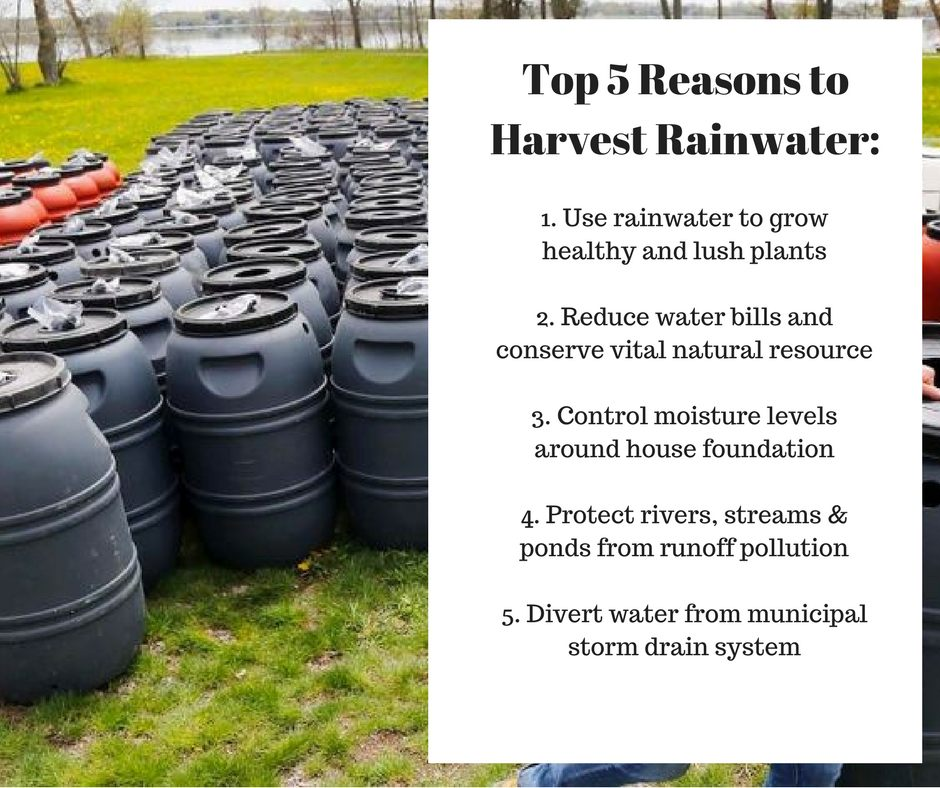 Top 5 Reasons to
Harvest Rainwater:
1. Use rainwater to grow
healthy and lush plants
2. Reduce water bills and
conserve vital natural resource
3. Control moisture levels
around house foundation
4. Protect rivers, streams &
ponds from runoff pollution
5. Divert water from municipal
storm drain system